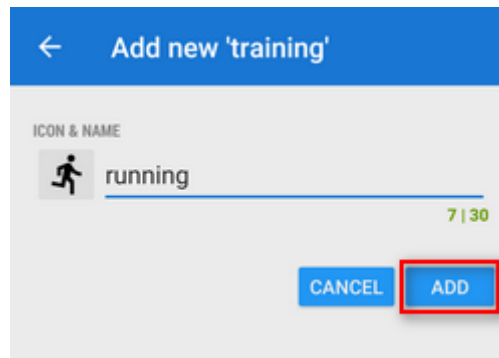 Add new 'training'
ICON & NAME
running
7 | 30
CANCEL ADD